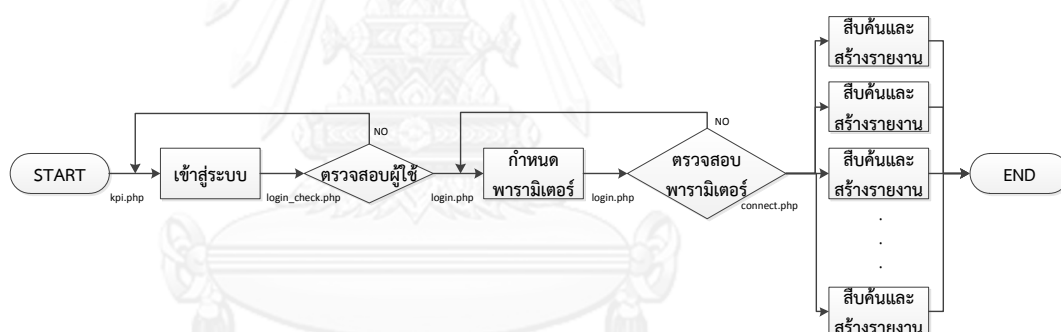 สืบค้นและ
สร้างรายงาน
สืบค้นและ
สร้างรายงาน
NO
NO
START
kpi.php
เข้าสู่ระบบ
login_check.php
ตรวจสอบผู้ใช้
login.php
กำหนด
พารามิเตอร์
login.php
ตรวจสอบ
พารามิเตอร์
connect.php
สืบค้นและ
สร้างรายงาน
END
.
.
.
สืบค้นและ
สร้างรายงาน